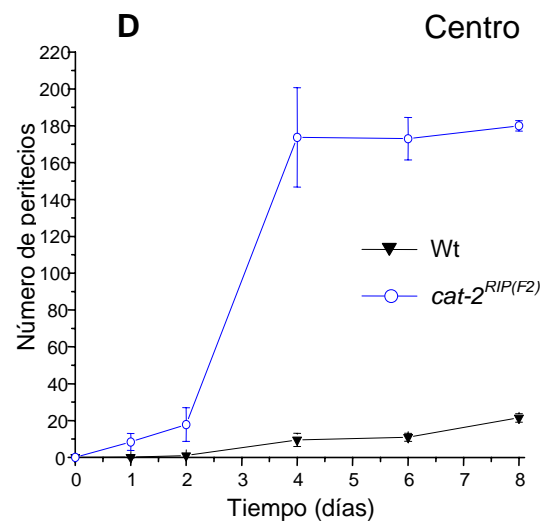 D
Centro
220
200
180
160
140
120
100
80
60
40
20
0
Número de peritecios
Wt
cat-2RIP(F2)
0 1 2 3 4 5 6 7 8
Tiempo (días)